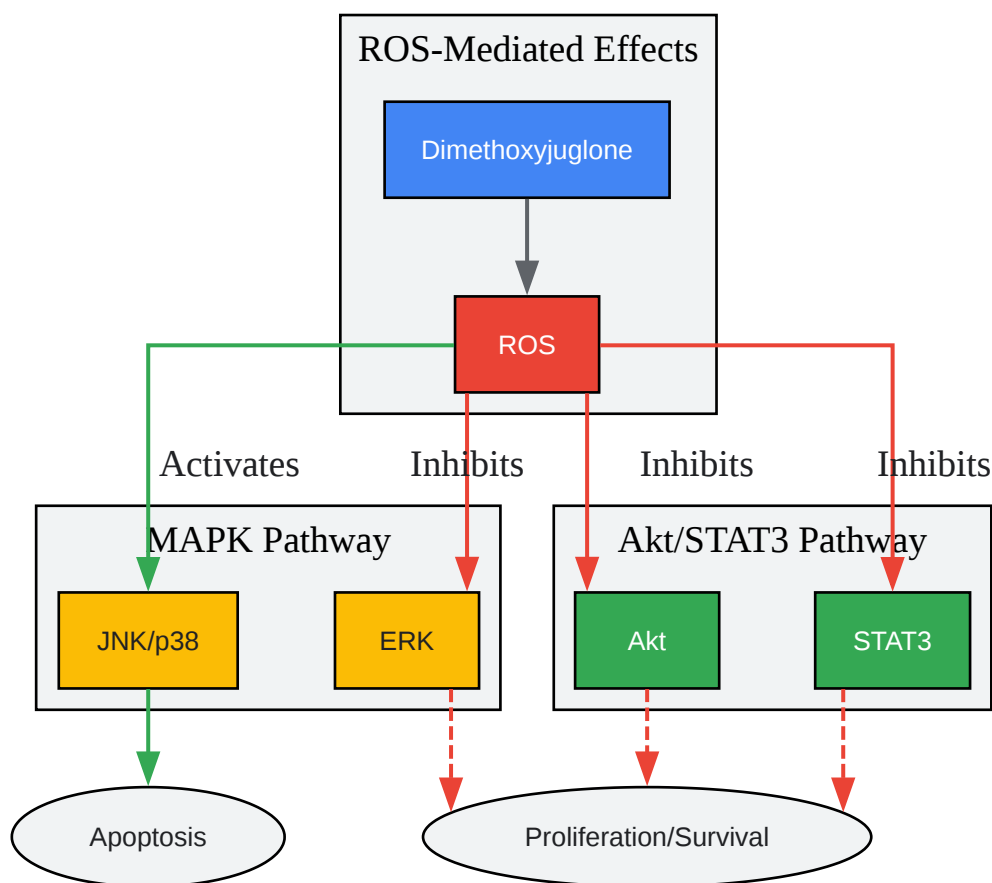 ROS-Mediated Effects
Dimethoxyjuglone
ROS
Activates
Inhibits
Inhibits
Inhibits
MAPK Pathway
Akt/STAT3 Pathway
JNK/p38
ERK
Akt
STAT3
Apoptosis
Proliferation/Survival